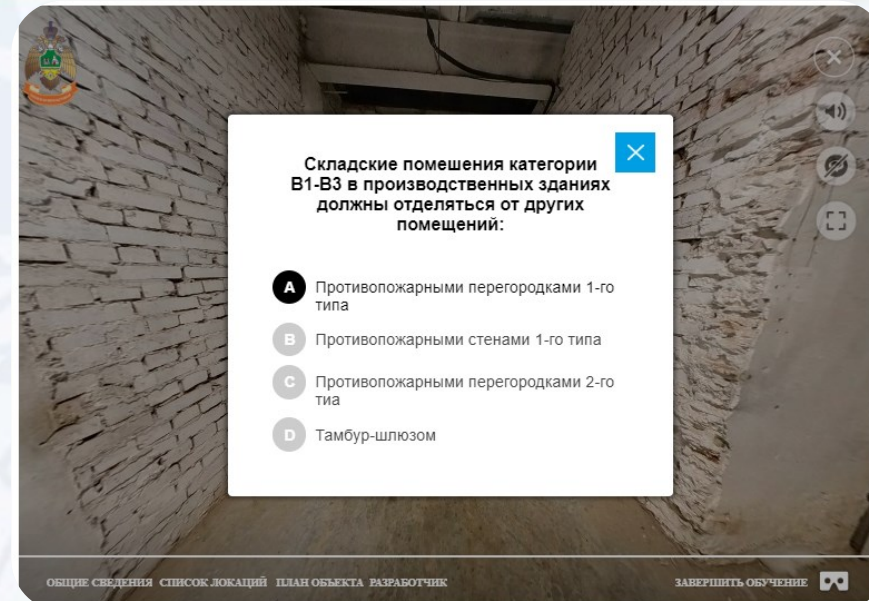 Складские помешения категории
В1-В3 в производственных зданиях
должны отделяться от других
помещений:
A Противопожарными перегородками 1-го
типа
B Противопожарными стенами 1-го типа
C Противопожарными перегородками 2-го
тиа
D Тамбур-шлюзом
ОБЩИЕ СВЕДЕНИЯ СПИСОК ЛОКАЦИЙ ПЛАН ОБЪЕКТА РАЗРАБОТЧИК ЗАВЕРШИТЬ ОБУЧЕНИЕ